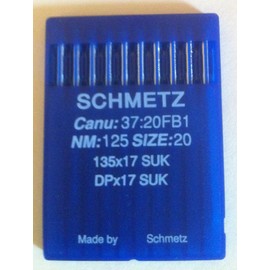 SCHMETZ
Canu: 37:20FB1
NM: 125 SIZE: 20
135x17 SUK
DPx17 SUK
Made by Schmetz